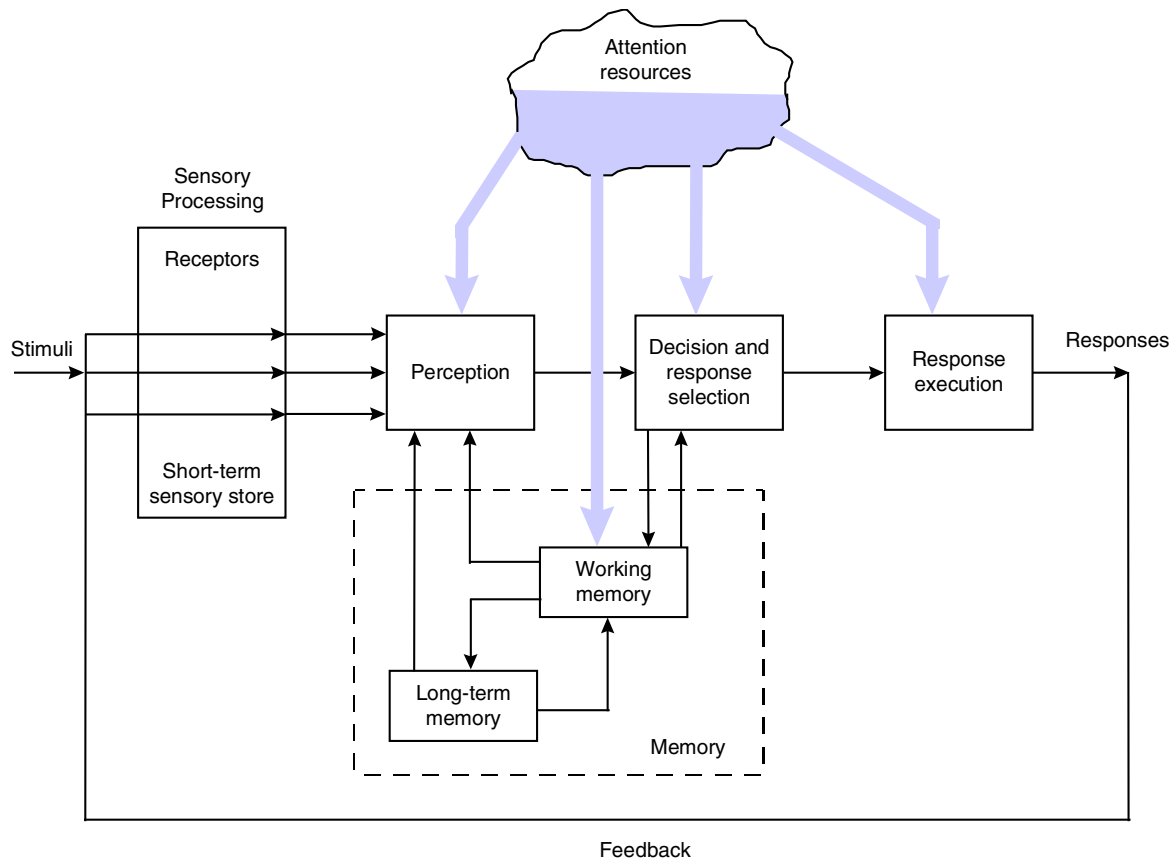 Attention
resources
Sensory
Processing
Receptors
Stimuli
Short-term
sensory store
Perception
Decision and
response
selection
Response
execution
Responses
Working
memory
Long-term
memory
Memory
Feedback